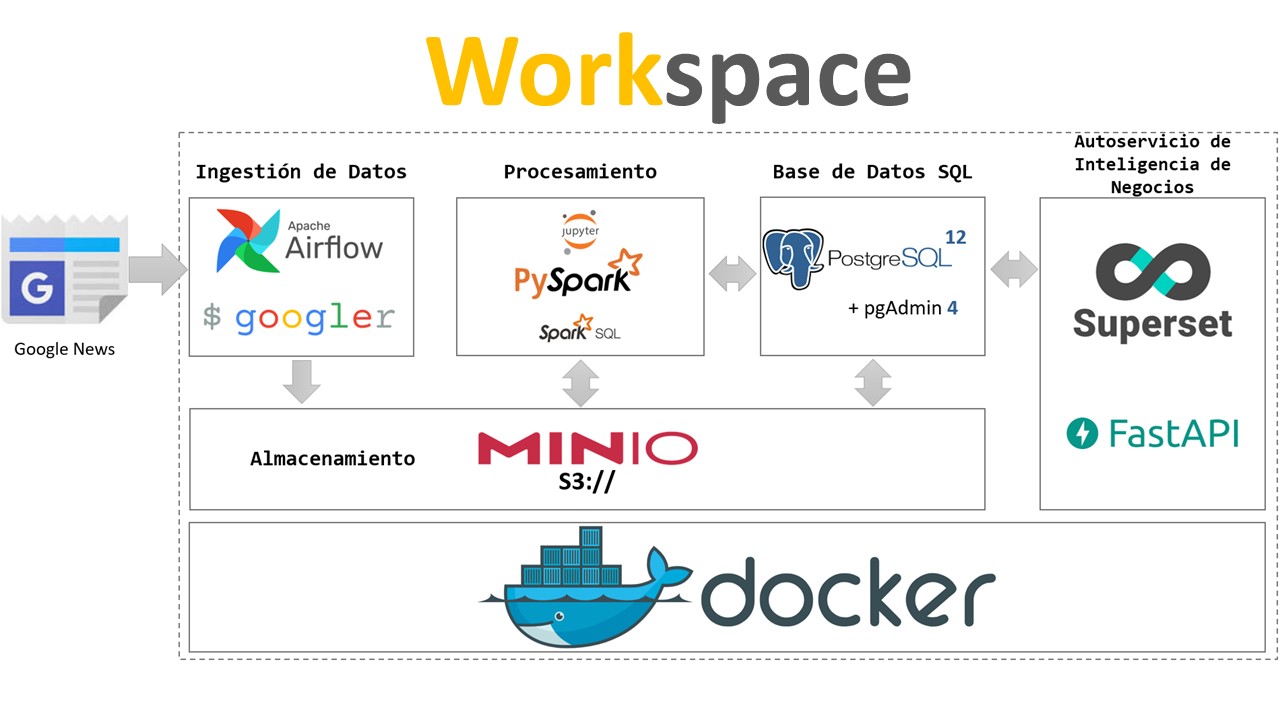 Workspace
Ingestión de Datos
Procesamiento
Base de Datos SQL
Autoservicio de
Inteligencia de
Negocios
G
Google News
Apache
Airflow
$ googler
jupyter
PySpark
Spark SQL
PostgreSQL 12
+ pgAdmin 4
Superset
FastAPI
Almacenamiento
MINIO
S3://
docker